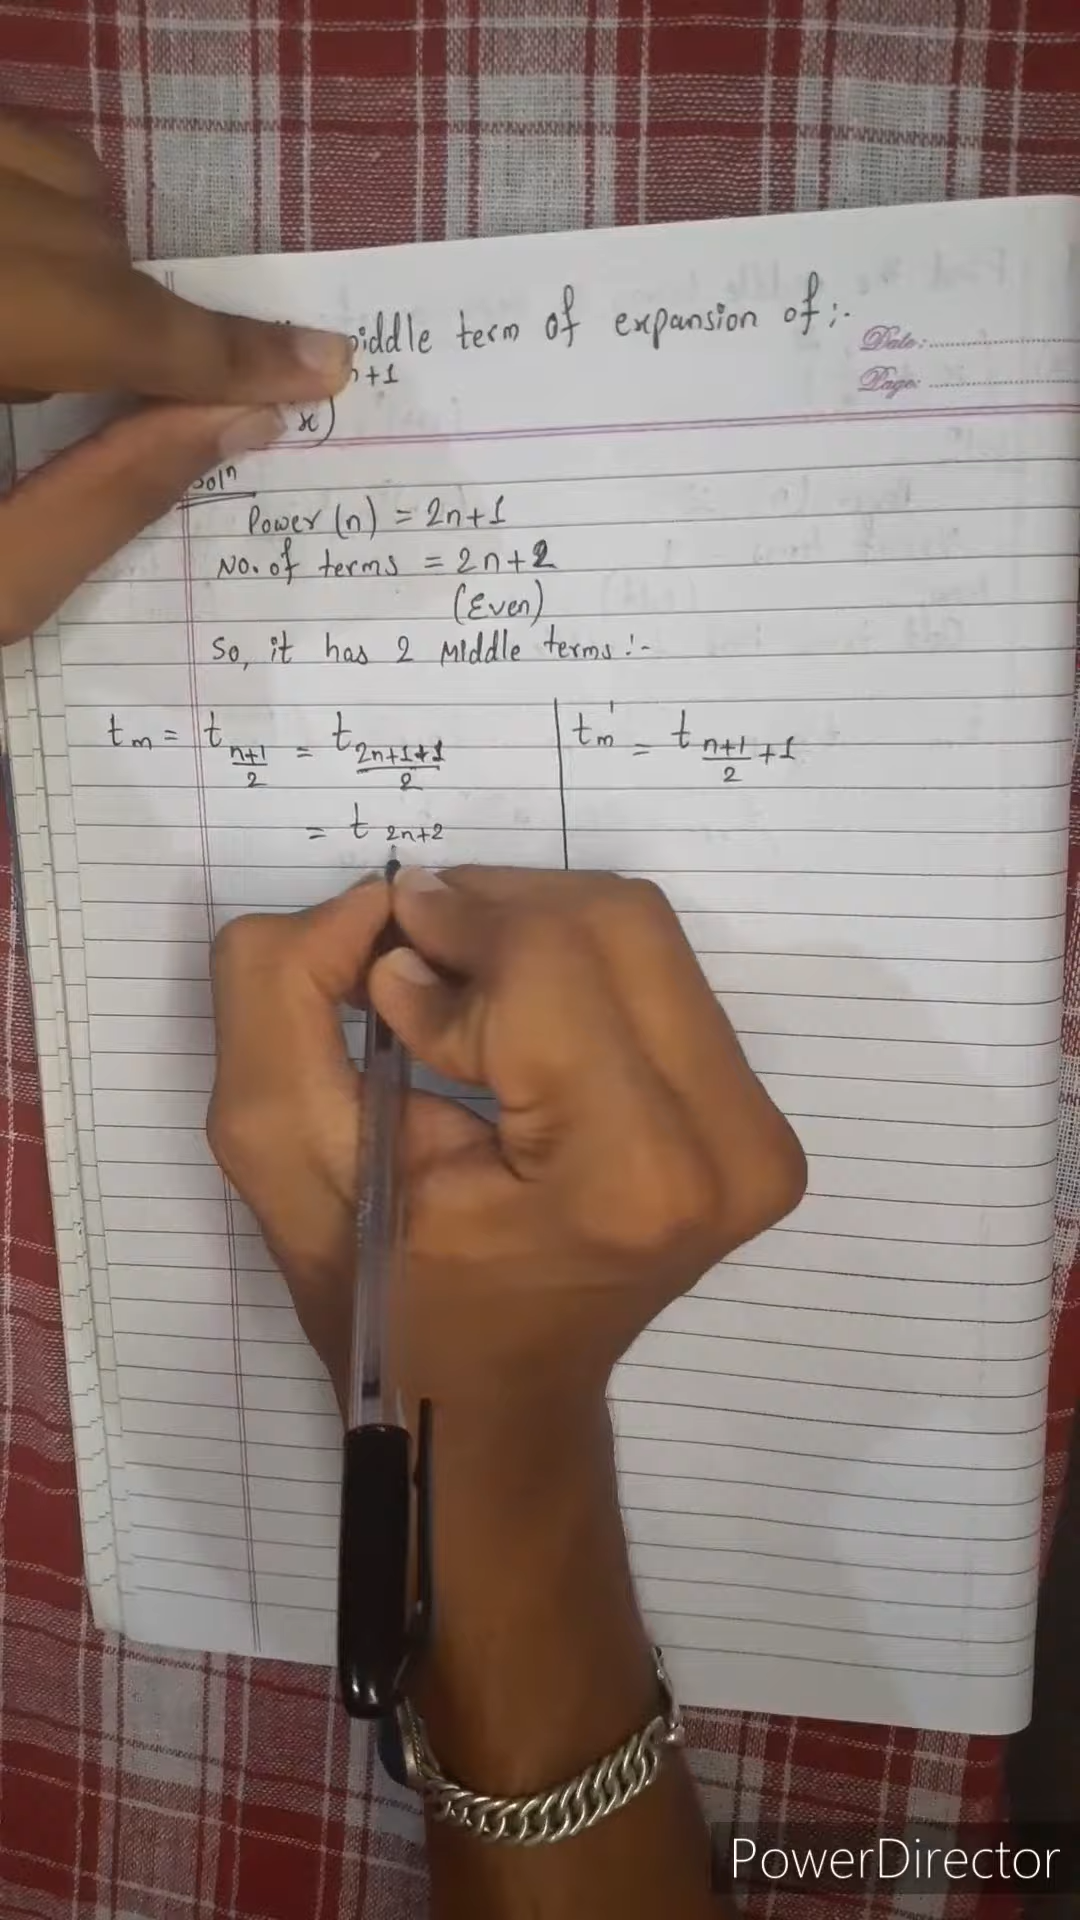 middle term of expansion of :-
n+1
x)
Date:
Page:
Solⁿ
Power (n) = 2n+1
No. of terms = 2n+2
(Even)
So, it has 2 Middle terms :-
tₘ = t (n+1)/2 = t (2n+1+1)/2
= t 2n+2
tₘ' = t (n+1)/2 + 1
PowerDirector